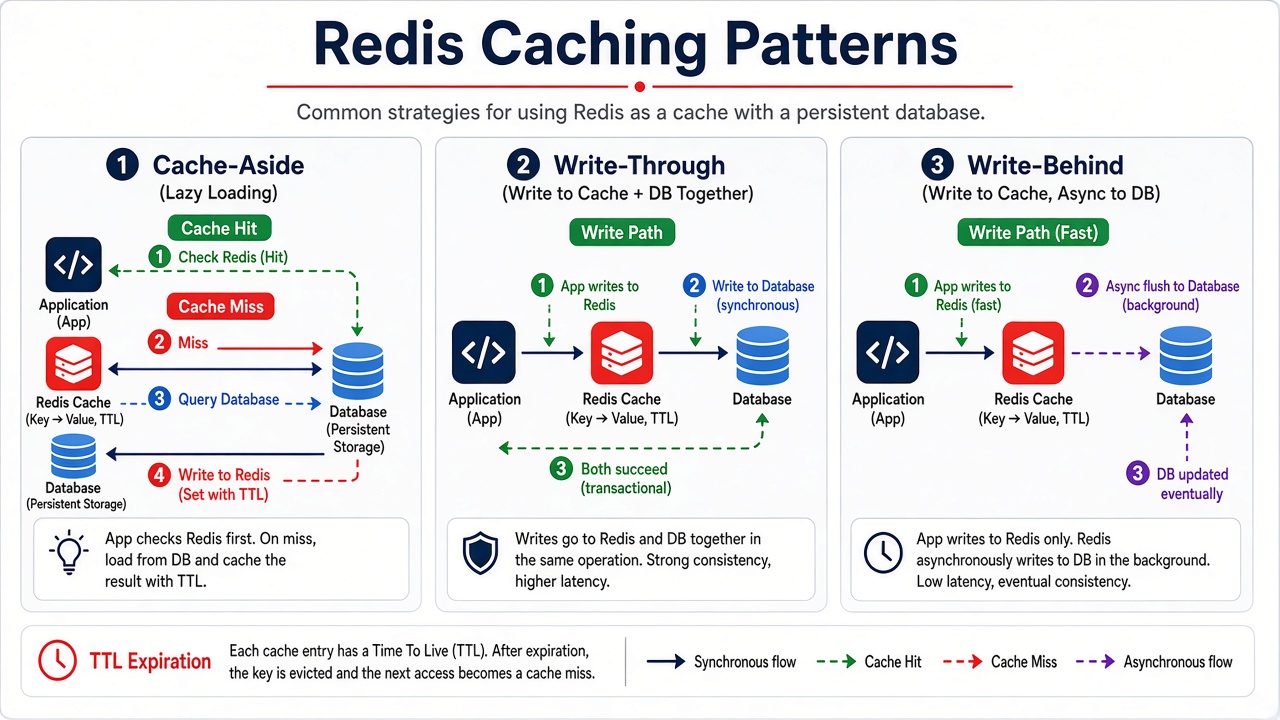 Redis Caching Patterns
Common strategies for using Redis as a cache with a persistent database.
1 Cache-Aside
(Lazy Loading)
Cache Hit
1 Check Redis (Hit)
Application
(App)
Cache Miss
2 Miss
3 Query Database
Redis Cache
(Key → Value, TTL)
Database
(Persistent
Storage)
4 Write to Redis
(Set with TTL)
Database
(Persistent Storage)
App checks Redis first. On miss,
load from DB and cache the
result with TTL.
2 Write-Through
(Write to Cache + DB Together)
Write Path
1 App writes to
Redis
2 Write to Database
(synchronous)
Application
(App)
Redis Cache
(Key → Value, TTL)
Database
3 Both succeed
(transactional)
Writes go to Redis and DB together in
the same operation. Strong consistency,
higher latency.
3 Write-Behind
(Write to Cache, Async to DB)
Write Path (Fast)
1 App writes to
Redis (fast)
2 Async flush to Database
(background)
Application
(App)
Redis Cache
(Key → Value, TTL)
Database
3 DB updated
eventually
App writes to Redis only. Redis
asynchronously writes to DB in the background.
Low latency, eventual consistency.
TTL Expiration
Each cache entry has a Time To Live (TTL). After expiration,
the key is evicted and the next access becomes a cache miss.
Synchronous flow
Cache Hit
Cache Miss
Asynchronous flow